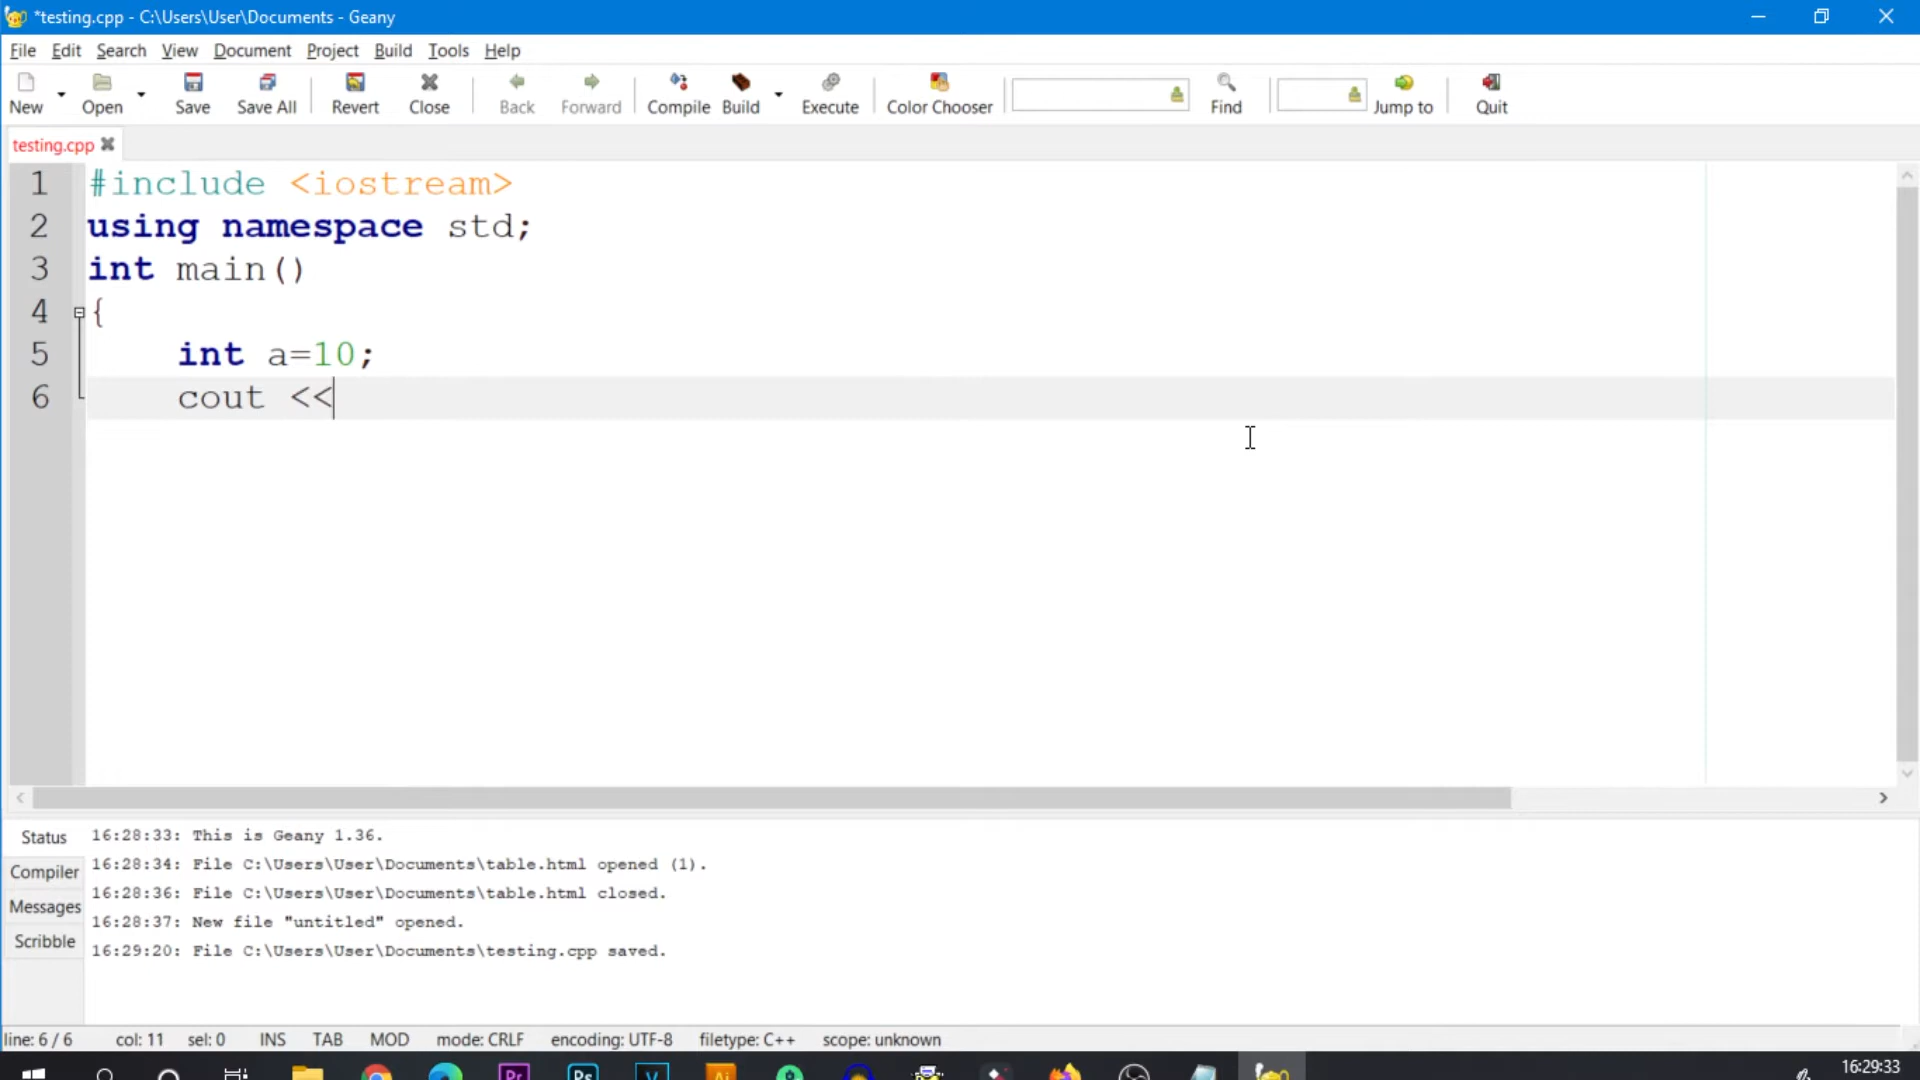 *testing.cpp - C:\Users\User\Documents - Geany
File Edit Search View Document Project Build Tools Help
New Open Save Save All Revert Close Back Forward Compile Build Execute Color Chooser Find Jump to Quit
testing.cpp
1 #include <iostream>
2 using namespace std;
3 int main()
4 {
5 int a=10;
6 cout <<
Status
Compiler
Messages
Scribble
16:28:33: This is Geany 1.36.
16:28:34: File C:\Users\User\Documents\table.html opened (1).
16:28:36: File C:\Users\User\Documents\table.html closed.
16:28:37: New file "untitled" opened.
16:29:20: File C:\Users\User\Documents\testing.cpp saved.
line: 6 / 6 col: 11 sel: 0 INS TAB MOD mode: CRLF encoding: UTF-8 filetype: C++ scope: unknown
Pr Ps V Ai
16:29:33